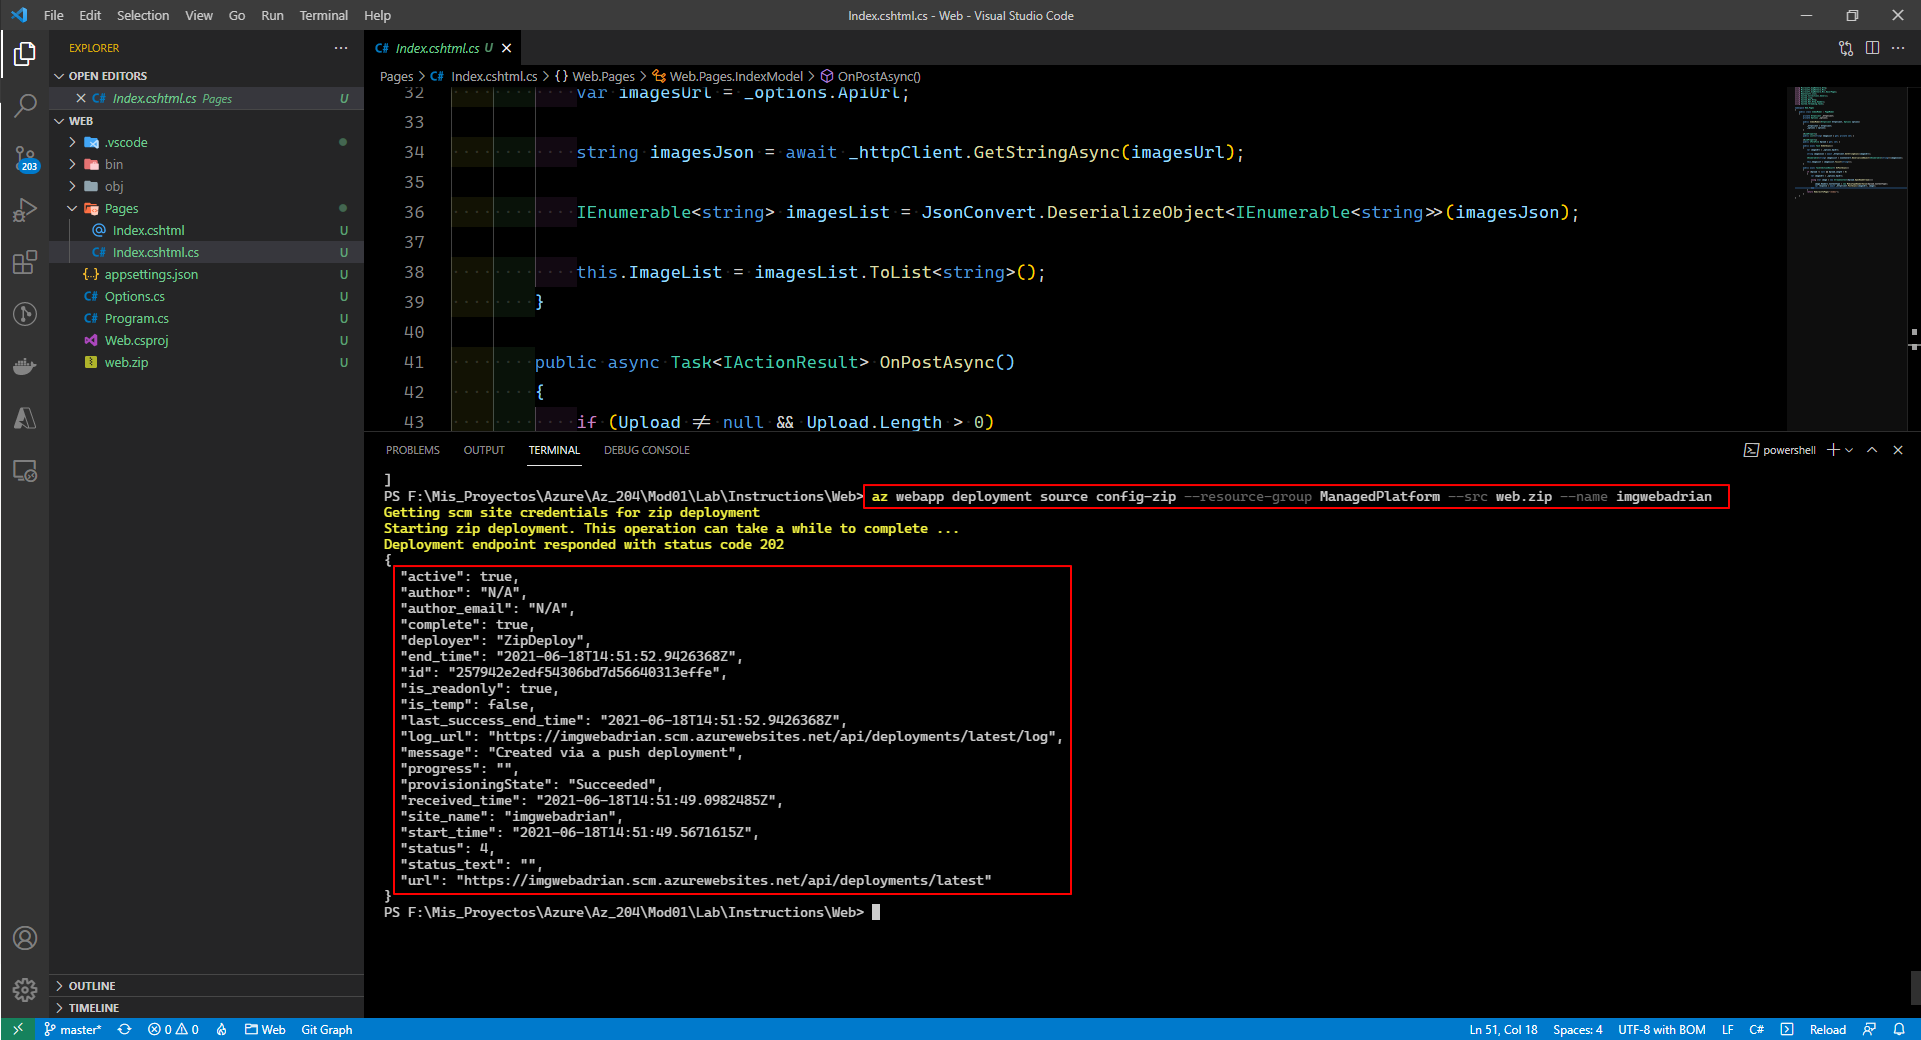 File Edit Selection View Go Run Terminal Help
Index.cshtml.cs - Web - Visual Studio Code
EXPLORER
OPEN EDITORS
Index.cshtml.cs Pages U
WEB
.vscode
bin
obj
Pages
Index.cshtml U
Index.cshtml.cs U
appsettings.json U
Options.cs U
Program.cs U
Web.csproj U
web.zip U
OUTLINE
TIMELINE
203
Index.cshtml.cs U
Pages > Index.cshtml.cs > {} Web.Pages > Web.Pages.IndexModel > OnPostAsync()
32 var imagesUrl = _options.ApiUrl;
33
34 string imagesJson = await _httpClient.GetStringAsync(imagesUrl);
35
36 IEnumerable<string> imagesList = JsonConvert.DeserializeObject<IEnumerable<string>>(imagesJson);
37
38 this.ImageList = imagesList.ToList<string>();
39 }
40
41 public async Task<IActionResult> OnPostAsync()
42 {
43 if (Upload != null && Upload.Length > 0)
PROBLEMS OUTPUT TERMINAL DEBUG CONSOLE
powershell
]
PS F:\Mis_Proyectos\Azure\Az_204\Mod01\Lab\Instructions\Web> az webapp deployment source config-zip --resource-group ManagedPlatform --src web.zip --name imgwebadrian
Getting scm site credentials for zip deployment
Starting zip deployment. This operation can take a while to complete ...
Deployment endpoint responded with status code 202
{
"active": true,
"author": "N/A",
"author_email": "N/A",
"complete": true,
"deployer": "ZipDeploy",
"end_time": "2021-06-18T14:51:52.9426368Z",
"id": "257942e2edf54306bd7d56640313effe",
"is_readonly": true,
"is_temp": false,
"last_success_end_time": "2021-06-18T14:51:52.9426368Z",
"log_url": "https://imgwebadrian.scm.azurewebsites.net/api/deployments/latest/log",
"message": "Created via a push deployment",
"progress": "",
"provisioningState": "Succeeded",
"received_time": "2021-06-18T14:51:49.0982485Z",
"site_name": "imgwebadrian",
"start_time": "2021-06-18T14:51:49.5671615Z",
"status": 4,
"status_text": "",
"url": "https://imgwebadrian.scm.azurewebsites.net/api/deployments/latest"
}
PS F:\Mis_Proyectos\Azure\Az_204\Mod01\Lab\Instructions\Web>
master* 0 0 Web Git Graph
Ln 51, Col 18 Spaces: 4 UTF-8 with BOM LF C# Reload